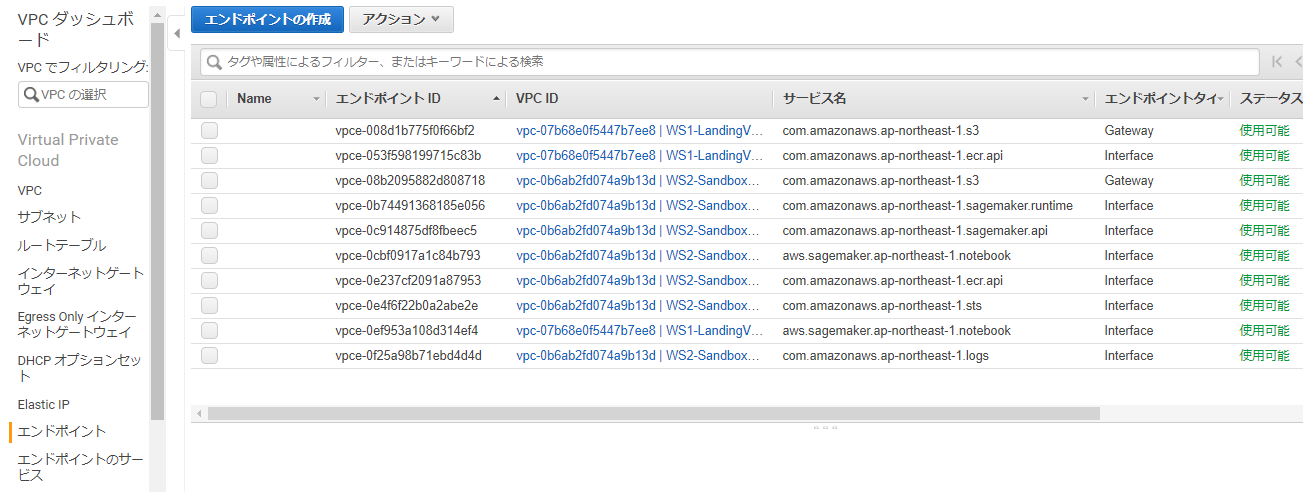 VPC ダッシュボ
ード
VPC でフィルタリング:
VPC の選択
Virtual Private
Cloud
VPC
サブネット
ルートテーブル
インターネットゲート
ウェイ
Egress Only インター
ネットゲートウェイ
DHCP オプションセッ
ト
Elastic IP
エンドポイント
エンドポイントのサー
ビス
エンドポイントの作成 アクション
タグや属性によるフィルター、またはキーワードによる検索
Name エンドポイント ID VPC ID サービス名 エンドポイントタイ ステータス
vpce-008d1b775f0f66bf2 vpc-07b68e0f5447b7ee8 | WS1-LandingV… com.amazonaws.ap-northeast-1.s3 Gateway 使用可能
vpce-053f598199715c83b vpc-07b68e0f5447b7ee8 | WS1-LandingV… com.amazonaws.ap-northeast-1.ecr.api Interface 使用可能
vpce-08b2095882d808718 vpc-0b6ab2fd074a9b13d | WS2-Sandbox… com.amazonaws.ap-northeast-1.s3 Gateway 使用可能
vpce-0b74491368185e056 vpc-0b6ab2fd074a9b13d | WS2-Sandbox… com.amazonaws.ap-northeast-1.sagemaker.runtime Interface 使用可能
vpce-0c914875df8fbeec5 vpc-0b6ab2fd074a9b13d | WS2-Sandbox… com.amazonaws.ap-northeast-1.sagemaker.api Interface 使用可能
vpce-0cbf0917a1c84b793 vpc-0b6ab2fd074a9b13d | WS2-Sandbox… aws.sagemaker.ap-northeast-1.notebook Interface 使用可能
vpce-0e237cf2091a87953 vpc-0b6ab2fd074a9b13d | WS2-Sandbox… com.amazonaws.ap-northeast-1.ecr.api Interface 使用可能
vpce-0e4f6f22b0a2abe2e vpc-0b6ab2fd074a9b13d | WS2-Sandbox… com.amazonaws.ap-northeast-1.sts Interface 使用可能
vpce-0ef953a108d314ef4 vpc-07b68e0f5447b7ee8 | WS1-LandingV… aws.sagemaker.ap-northeast-1.notebook Interface 使用可能
vpce-0f25a98b71ebd4d4d vpc-0b6ab2fd074a9b13d | WS2-Sandbox… com.amazonaws.ap-northeast-1.logs Interface 使用可能